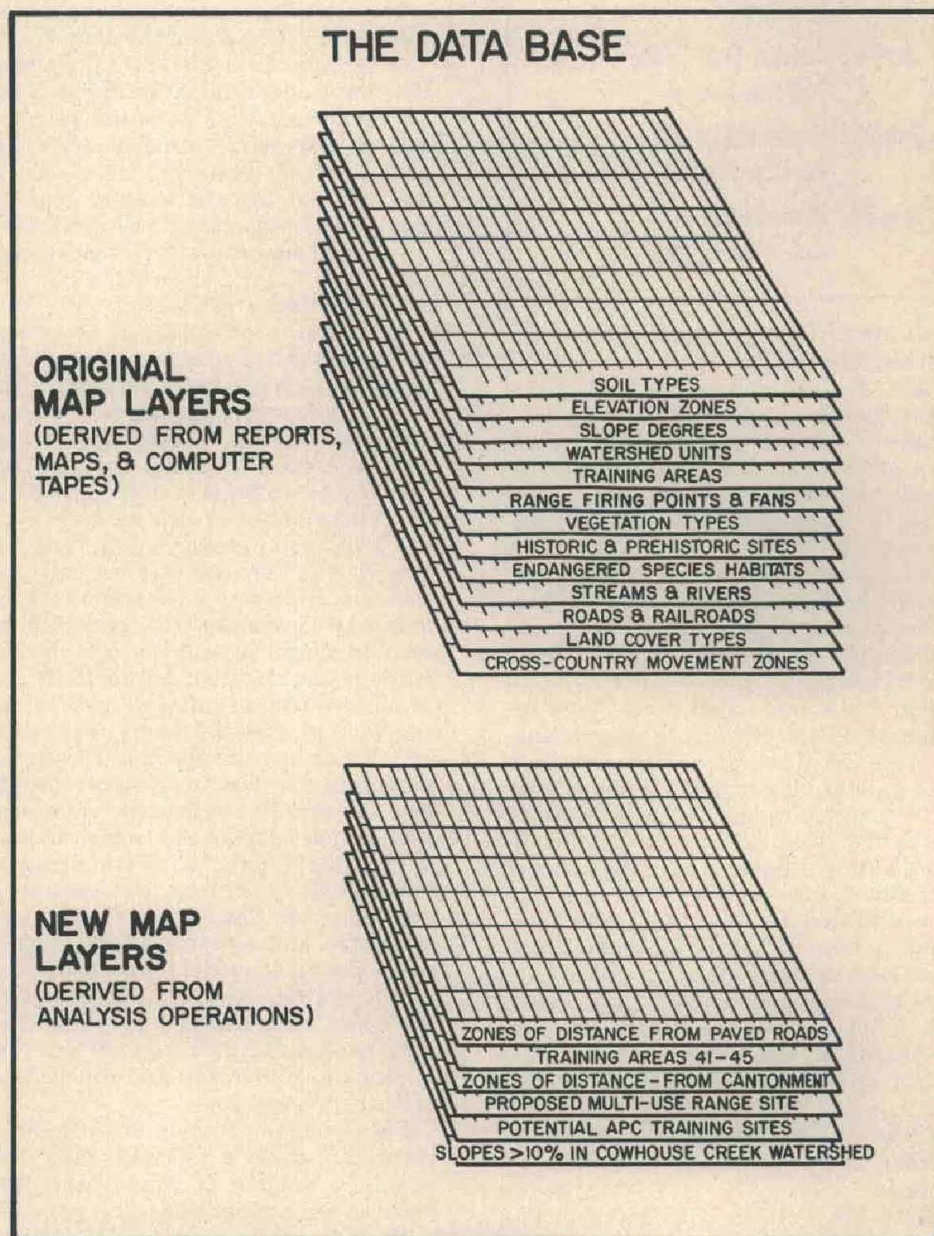 THE DATA BASE
ORIGINAL
MAP LAYERS
(DERIVED FROM REPORTS,
MAPS, & COMPUTER
TAPES)
SOIL TYPES
ELEVATION ZONES
SLOPE DEGREES
WATERSHED UNITS
TRAINING AREAS
RANGE FIRING POINTS & FANS
VEGETATION TYPES
HISTORIC & PREHISTORIC SITES
ENDANGERED SPECIES HABITATS
STREAMS & RIVERS
ROADS & RAILROADS
LAND COVER TYPES
CROSS-COUNTRY MOVEMENT ZONES
NEW MAP
LAYERS
(DERIVED FROM
ANALYSIS OPERATIONS)
ZONES OF DISTANCE FROM PAVED ROADS
TRAINING AREAS 41-45
ZONES OF DISTANCE-FROM CANTONMENT
PROPOSED MULTI-USE RANGE SITE
POTENTIAL APC TRAINING SITES
SLOPES >10% IN COWHOUSE CREEK WATERSHED